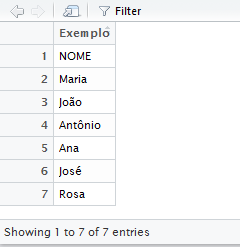 Filter
Exemplo
1 NOME
2 Maria
3 João
4 Antônio
5 Ana
6 José
7 Rosa
Showing 1 to 7 of 7 entries